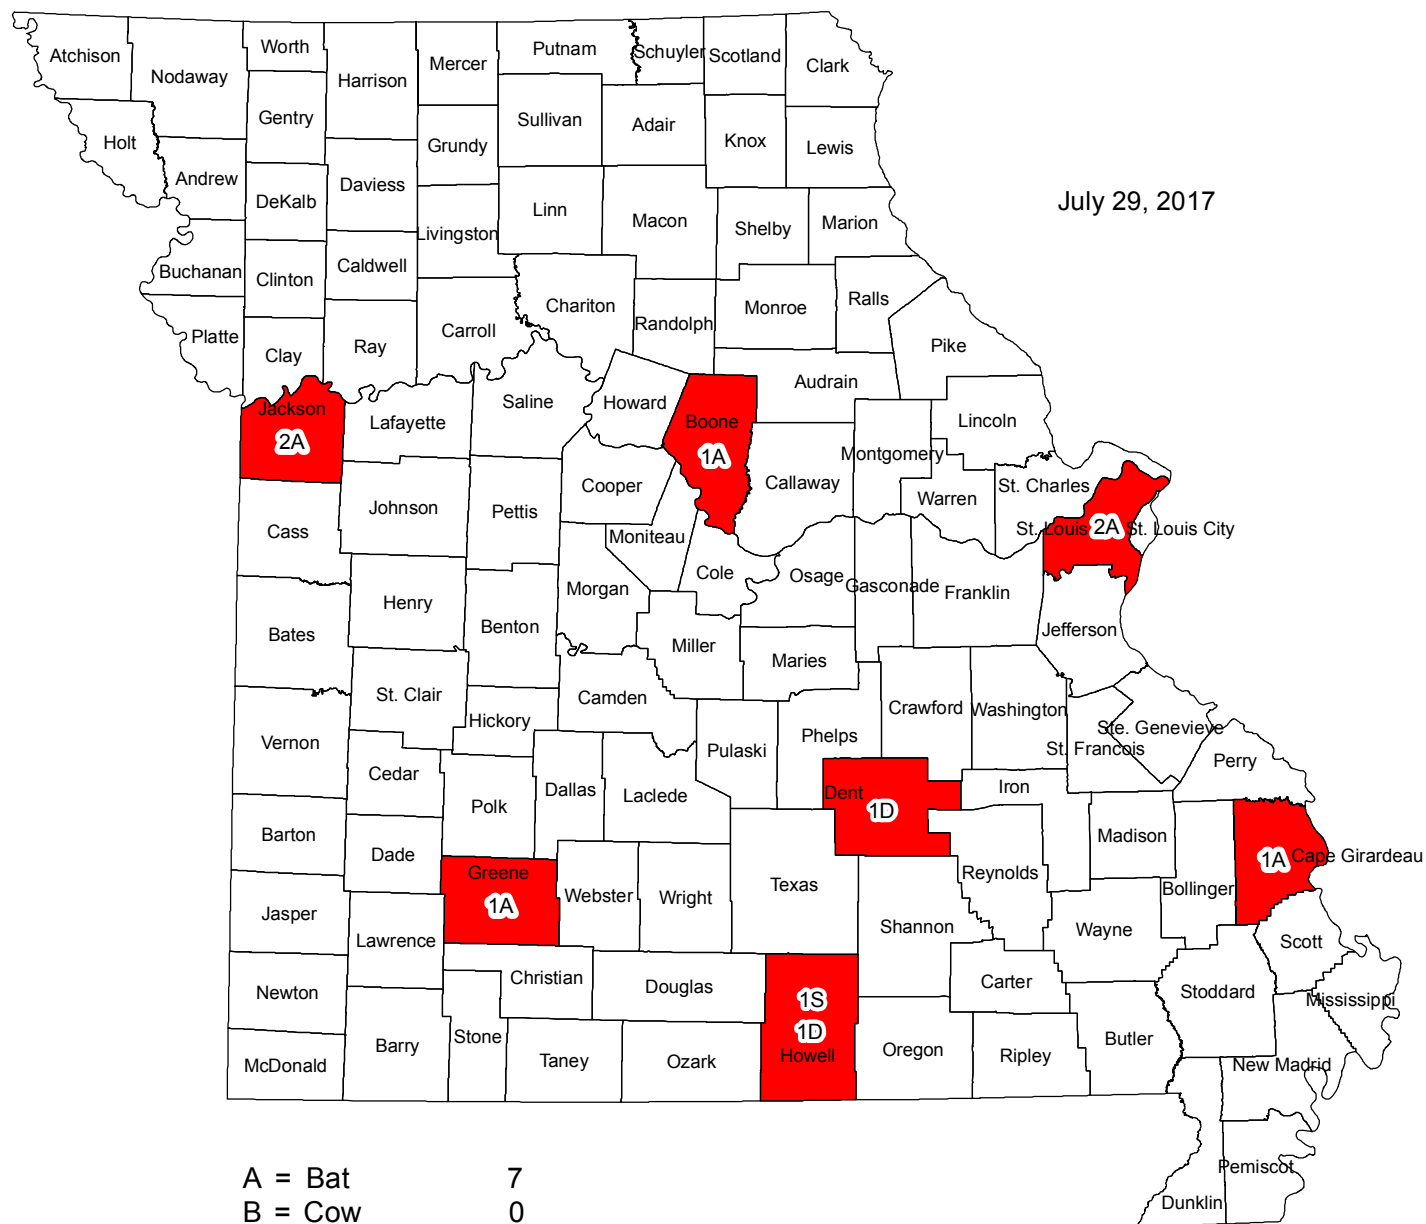 Atchison
Nodaway
Worth
Harrison
Mercer
Putnam
Schuyler
Scotland
Clark
Holt
Gentry
Sullivan
Adair
Knox
Lewis
Grundy
Andrew
DeKalb
Daviess
Livingston
Linn
Macon
Shelby
Marion
July 29, 2017
Buchanan
Clinton
Caldwell
Chariton
Randolph
Monroe
Ralls
Platte
Clay
Ray
Carroll
Pike
Audrain
Jackson
2A
Lafayette
Saline
Howard
Boone
1A
Lincoln
Montgomery
Callaway
Cooper
Warren
St. Charles
Cass
Johnson
Pettis
Moniteau
St. Louis
2A
St. Louis City
Cole
Osage
Gasconade
Franklin
Morgan
Henry
Bates
Benton
Miller
Maries
Jefferson
St. Clair
Camden
Hickory
Crawford
Washington
Ste. Genevieve
Vernon
Pulaski
Phelps
St. Francois
Perry
Cedar
Polk
Dallas
Laclede
Dent
1D
Iron
Barton
Dade
Madison
Greene
1A
Webster
Wright
Texas
Reynolds
Bollinger
1A
Cape Girardeau
Jasper
Lawrence
Shannon
Wayne
Scott
Newton
Christian
Douglas
1S
1D
Howell
Carter
Stoddard
Mississippi
McDonald
Barry
Stone
Taney
Ozark
Oregon
Ripley
Butler
New Madrid
Pemiscot
Dunklin
A = Bat 7
B = Cow 0